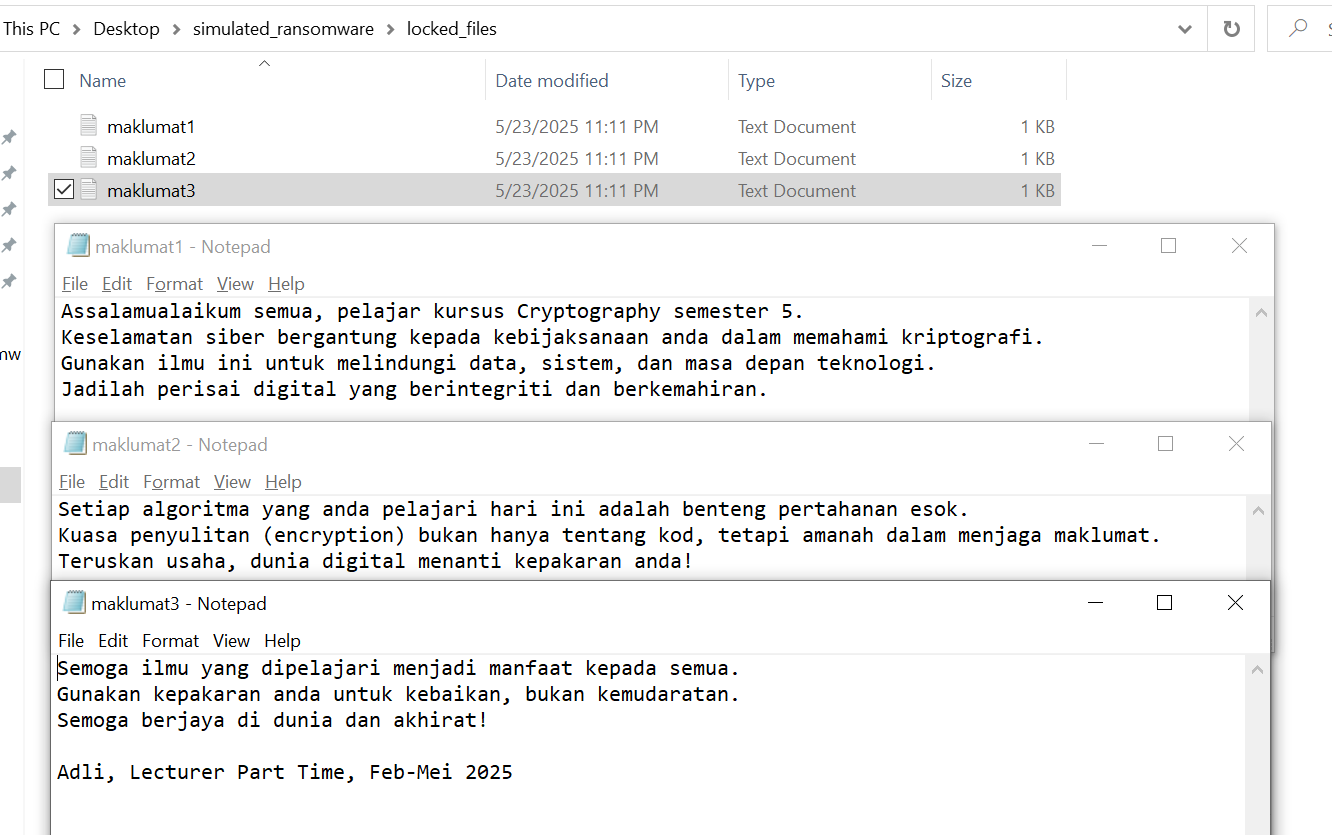 This PC > Desktop > simulated_ransomware > locked_files
Name Date modified Type Size
maklumat1 5/23/2025 11:11 PM Text Document 1 KB
maklumat2 5/23/2025 11:11 PM Text Document 1 KB
maklumat3 5/23/2025 11:11 PM Text Document 1 KB
maklumat1 - Notepad
File Edit Format View Help
Assalamualaikum semua, pelajar kursus Cryptography semester 5.
Keselamatan siber bergantung kepada kebijaksanaan anda dalam memahami kriptografi.
Gunakan ilmu ini untuk melindungi data, sistem, dan masa depan teknologi.
Jadilah perisai digital yang berintegriti dan berkemahiran.
maklumat2 - Notepad
File Edit Format View Help
Setiap algoritma yang anda pelajari hari ini adalah benteng pertahanan esok.
Kuasa penyulitan (encryption) bukan hanya tentang kod, tetapi amanah dalam menjaga maklumat.
Teruskan usaha, dunia digital menanti kepakaran anda!
maklumat3 - Notepad
File Edit Format View Help
Semoga ilmu yang dipelajari menjadi manfaat kepada semua.
Gunakan kepakaran anda untuk kebaikan, bukan kemudaratan.
Semoga berjaya di dunia dan akhirat!
Adli, Lecturer Part Time, Feb-Mei 2025